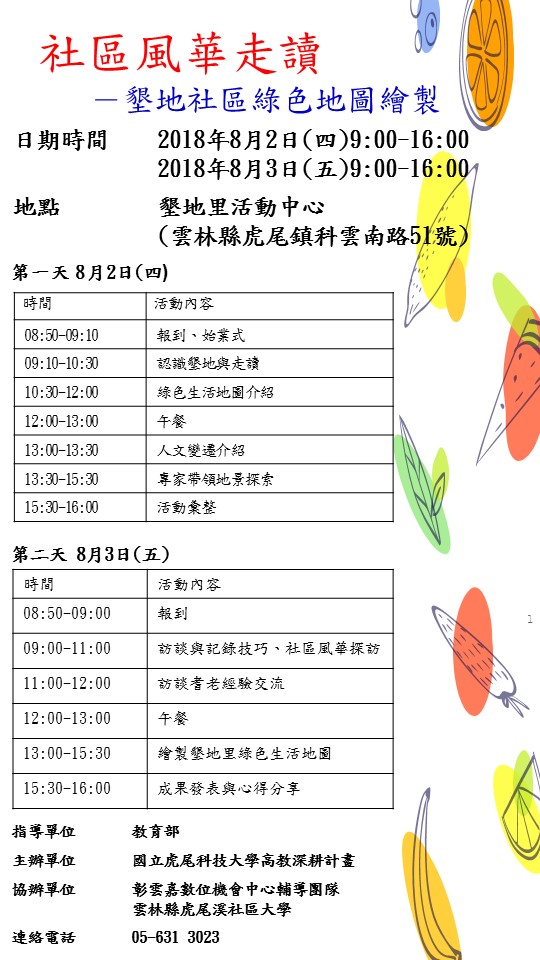 社區風華走讀
－墾地社區綠色地圖繪製
日期時間 2018年8月2日(四)9:00-16:00
2018年8月3日(五)9:00-16:00
地點 墾地里活動中心
(雲林縣虎尾鎮科雲南路51號)
第一天 8月2日(四)
時間 活動內容
08:50-09:10 報到、始業式
09:10-10:30 認識墾地與走讀
10:30-12:00 綠色生活地圖介紹
12:00-13:00 午餐
13:00-13:30 人文變遷介紹
13:30-15:30 專家帶領地景探索
15:30-16:00 活動彙整
第二天 8月3日(五)
時間 活動內容
08:50-09:00 報到
09:00-11:00 訪談與記錄技巧、社區風華探訪
11:00-12:00 訪談耆老經驗交流
12:00-13:00 午餐
13:00-15:30 繪製墾地里綠色生活地圖
15:30-16:00 成果發表與心得分享
1
指導單位 教育部
主辦單位 國立虎尾科技大學高教深耕計畫
協辦單位 彰雲嘉數位機會中心輔導團隊
雲林縣虎尾溪社區大學
連絡電話 05-631 3023